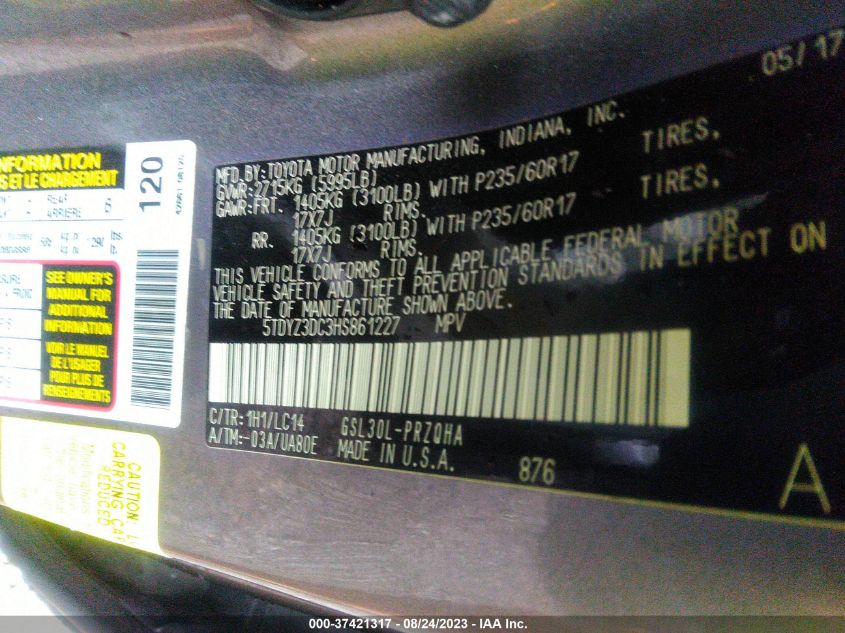 05/17
MFD.BY:TOYOTA MOTOR MANUFACTURING, INDIANA, INC.
GVWR:2715KG (5995LB)
GAWR:FRT. 1405KG (3100LB) WITH P235/60R17 TIRES,
17X7J RIMS.
RR. 1405KG (3100LB) WITH P235/60R17 TIRES,
17X7J RIMS.
THIS VEHICLE CONFORMS TO ALL APPLICABLE FEDERAL MOTOR
VEHICLE SAFETY AND THEFT PREVENTION STANDARDS IN EFFECT ON
THE DATE OF MANUFACTURE SHOWN ABOVE.
5TDYZ3DC3HS861227 MPV
C/TR:1H1/LC14 GSL30L-PRZQHA
A/TM:-03A/UA80E MADE IN U.S.A.
876
A
INFORMATION
ET LE CHARGEMENT
REAR
ARRIERE
120
SEE OWNER'S
MANUAL FOR
ADDITIONAL
INFORMATION
VOIR LE MANUEL
DE L'USAGER
POUR PLUS DE
RENSEIGNEMENTS
CAUTION
CARRYING
REDUCED
000-37421317 - 08/24/2023 - © IAA Inc.